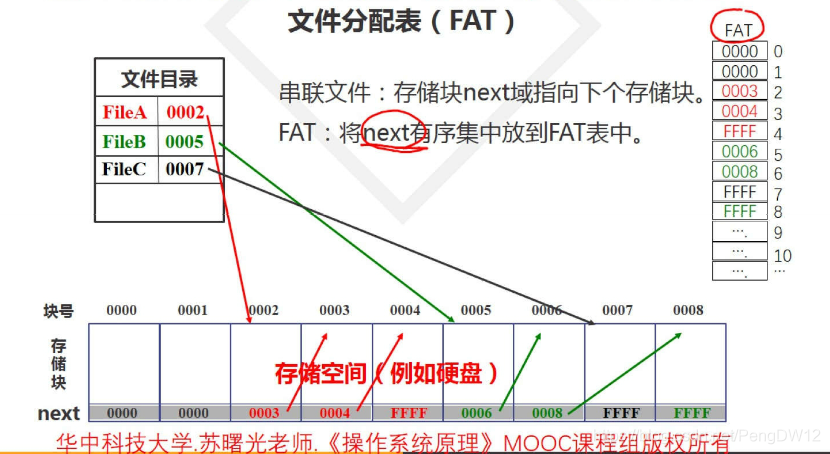 文件分配表（FAT）
文件目录
FileA 0002
FileB 0005
FileC 0007
串联文件：存储块next域指向下个存储块。
FAT：将next有序集中放到FAT表中。
FAT
0000 0
0000 1
0003 2
0004 3
FFFF 4
0006 5
0008 6
FFFF 7
FFFF 8
…. 9
…. 10
…. …
块号 0000 0001 0002 0003 0004 0005 0006 0007 0008
存储块
存储空间（例如硬盘）
next 0000 0000 0003 0004 FFFF 0006 0008 FFFF FFFF
华中科技大学.苏曙光老师.《操作系统原理》MOOC课程组版权所有